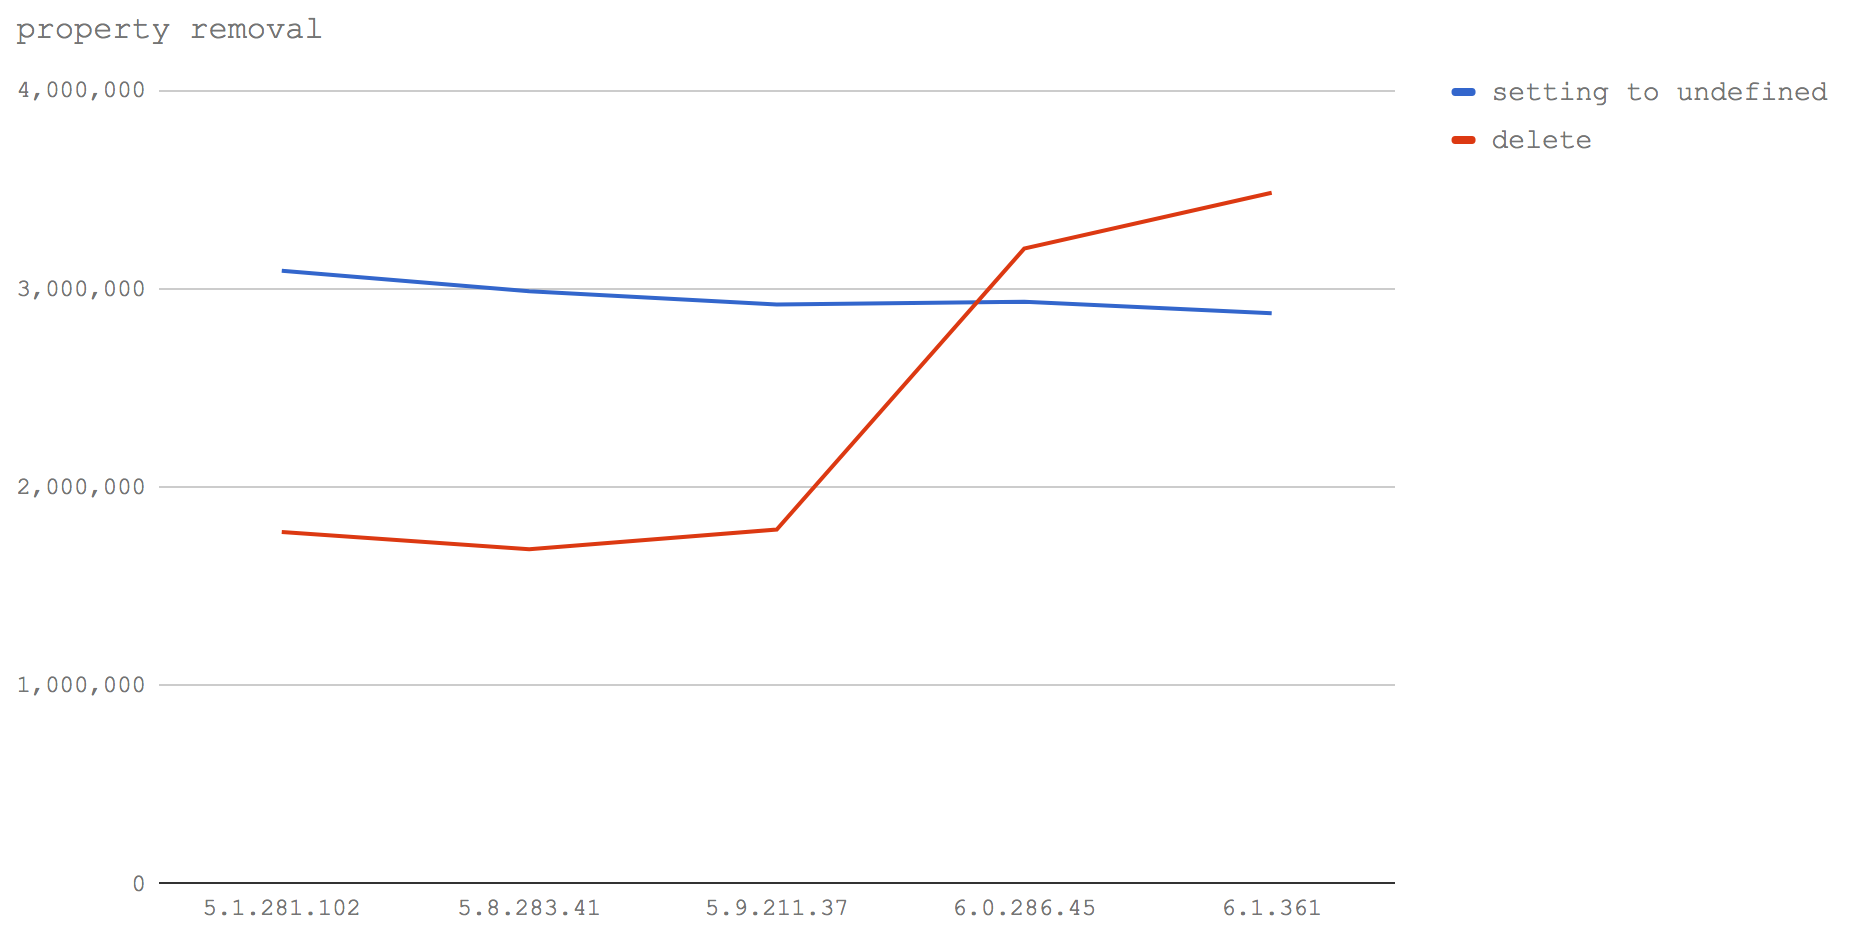 property removal
4,000,000
3,000,000
2,000,000
1,000,000
0
5.1.281.102 5.8.283.41 5.9.211.37 6.0.286.45 6.1.361
setting to undefined
delete